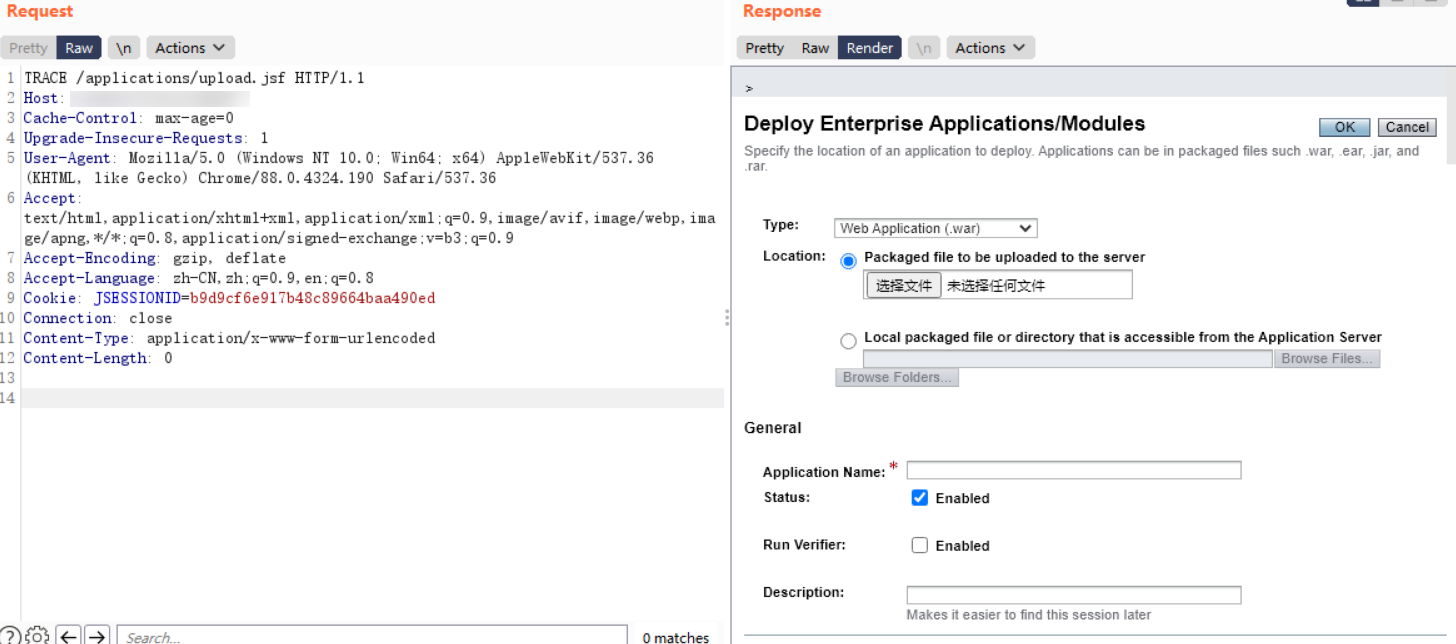 Request
Pretty Raw \n Actions
1 TRACE /applications/upload.jsf HTTP/1.1
2 Host:
3 Cache-Control: max-age=0
4 Upgrade-Insecure-Requests: 1
5 User-Agent: Mozilla/5.0 (Windows NT 10.0; Win64; x64) AppleWebKit/537.36
(KHTML, like Gecko) Chrome/88.0.4324.190 Safari/537.36
6 Accept:
text/html,application/xhtml+xml,application/xml;q=0.9,image/avif,image/webp,ima
ge/apng,*/*;q=0.8,application/signed-exchange;v=b3;q=0.9
7 Accept-Encoding: gzip, deflate
8 Accept-Language: zh-CN,zh;q=0.9,en;q=0.8
9 Cookie: JSESSIONID=b9d9cf6e917b48c89664baa490ed
10 Connection: close
11 Content-Type: application/x-www-form-urlencoded
12 Content-Length: 0
13
14
Search...
0 matches
Response
Pretty Raw Render \n Actions
>
Deploy Enterprise Applications/Modules
OK Cancel
Specify the location of an application to deploy. Applications can be in packaged files such .war, .ear, .jar, and
.rar.
Type: Web Application (.war)
Location: Packaged file to be uploaded to the server
选择文件 未选择任何文件
Local packaged file or directory that is accessible from the Application Server
Browse Files...
Browse Folders...
General
Application Name: *
Status: Enabled
Run Verifier: Enabled
Description:
Makes it easier to find this session later